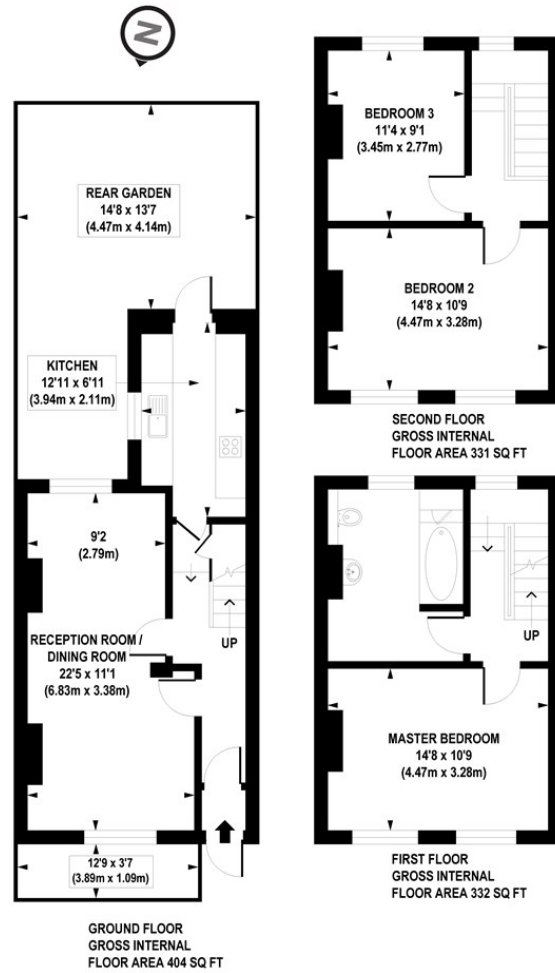 N
REAR GARDEN
14'8 x 13'7
(4.47m x 4.14m)
KITCHEN
12'11 x 6'11
(3.94m x 2.11m)
9'2
(2.79m)
UP
RECEPTION ROOM /
DINING ROOM
22'5 x 11'1
(6.83m x 3.38m)
12'9 x 3'7
(3.89m x 1.09m)
GROUND FLOOR
GROSS INTERNAL
FLOOR AREA 404 SQ FT
BEDROOM 3
11'4 x 9'1
(3.45m x 2.77m)
BEDROOM 2
14'8 x 10'9
(4.47m x 3.28m)
SECOND FLOOR
GROSS INTERNAL
FLOOR AREA 331 SQ FT
UP
MASTER BEDROOM
14'8 x 10'9
(4.47m x 3.28m)
FIRST FLOOR
GROSS INTERNAL
FLOOR AREA 332 SQ FT